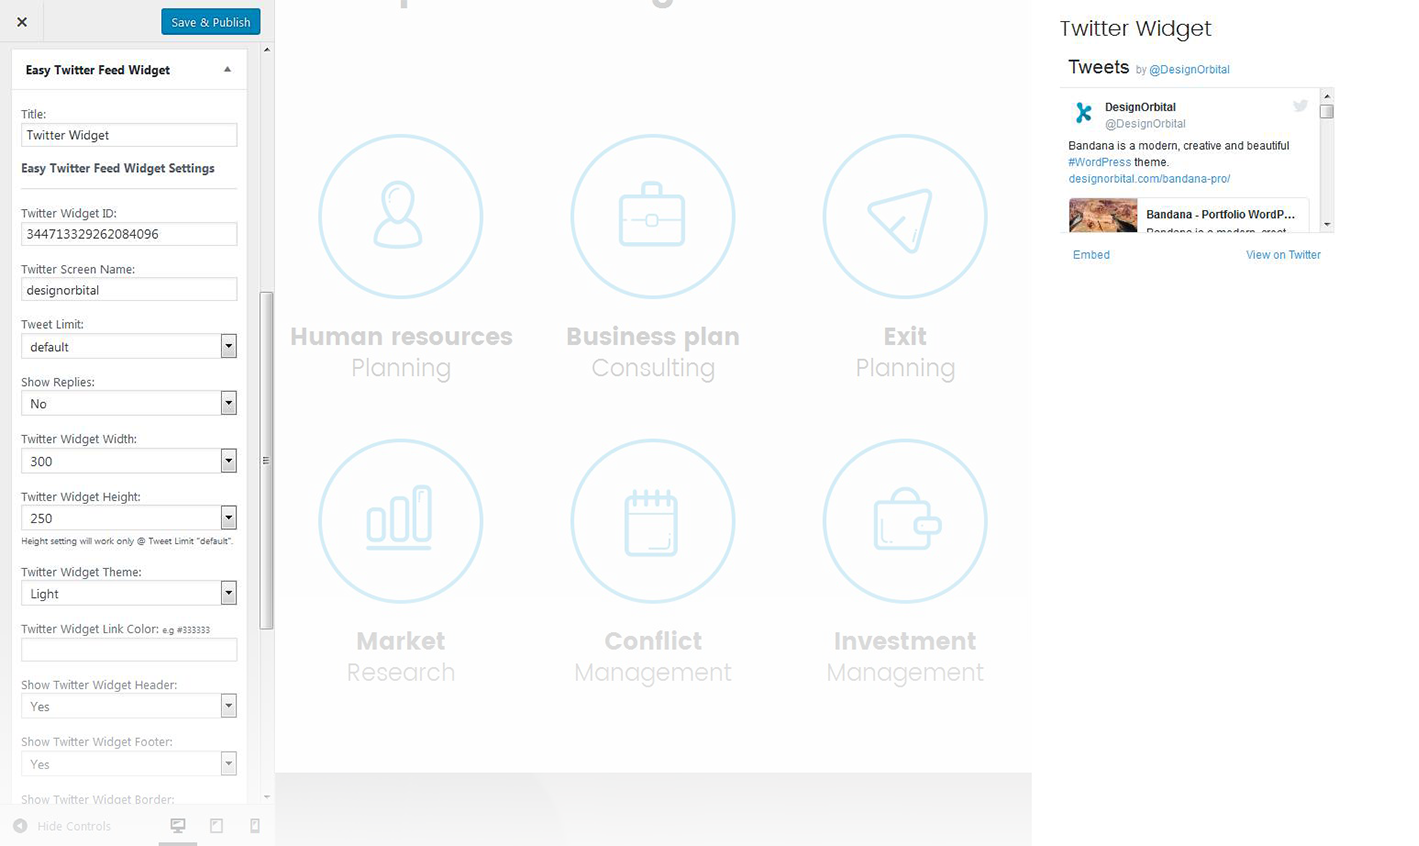 Save & Publish
Easy Twitter Feed Widget
Title:
Twitter Widget
Easy Twitter Feed Widget Settings
Twitter Widget ID:
344713329262084096
Twitter Screen Name:
designorbital
Tweet Limit:
default
Show Replies:
No
Twitter Widget Width:
300
Twitter Widget Height:
250
Height setting will work only @ Tweet Limit "default".
Twitter Widget Theme:
Light
Twitter Widget Link Color: e.g #333333
Show Twitter Widget Header:
Yes
Show Twitter Widget Footer:
Yes
Show Twitter Widget Border:
Hide Controls
Human resources
Planning
Business plan
Consulting
Exit
Planning
Market
Research
Conflict
Management
Investment
Management
Twitter Widget
Tweets by @DesignOrbital
DesignOrbital
@DesignOrbital
Bandana is a modern, creative and beautiful
#WordPress theme.
designorbital.com/bandana-pro/
Bandana - Portfolio WordP...
Bandana is a modern, creat
Embed
View on Twitter